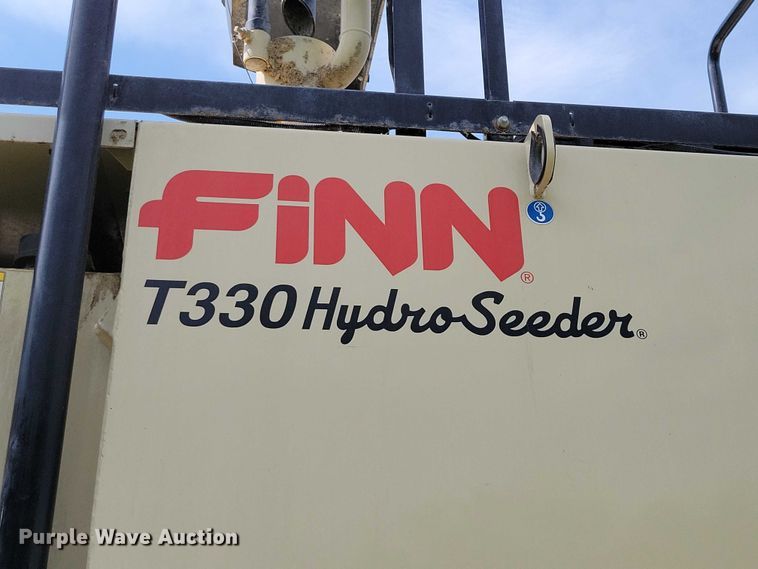 FiNN®
T330 HydroSeeder®
Purple Wave Auction